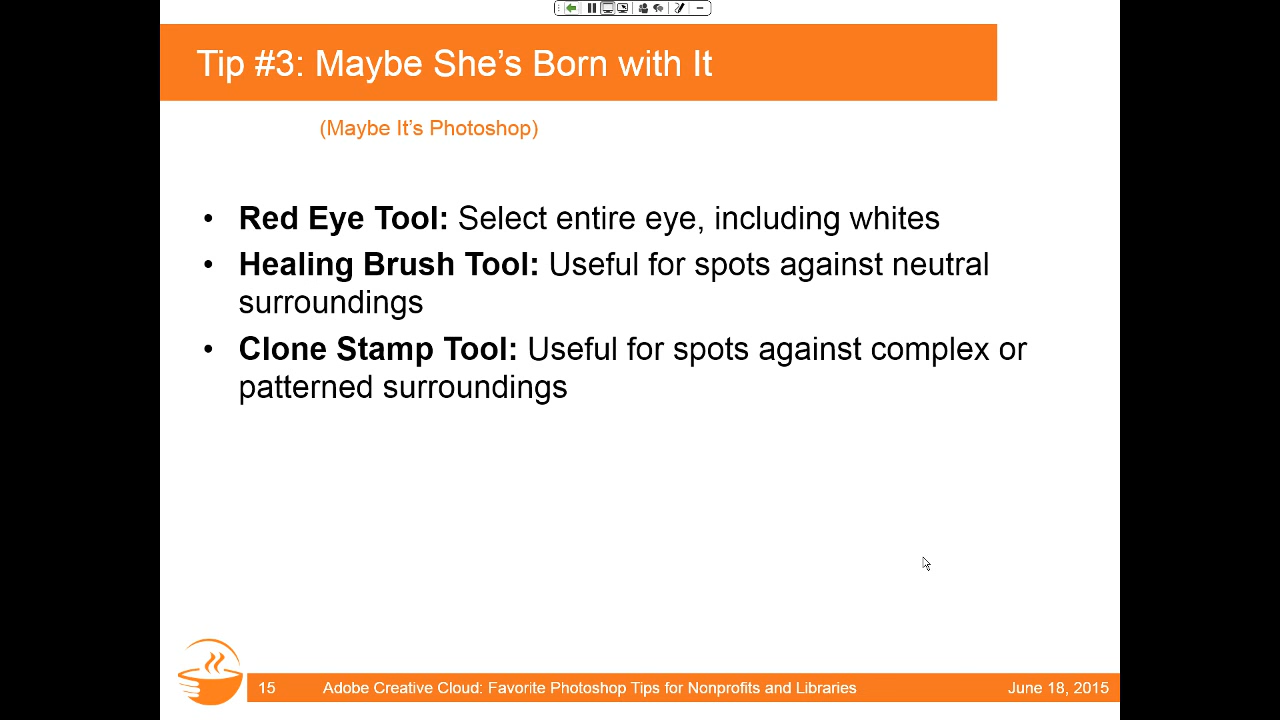 Tip #3: Maybe She’s Born with It
(Maybe It’s Photoshop)
• Red Eye Tool: Select entire eye, including whites
• Healing Brush Tool: Useful for spots against neutral
surroundings
• Clone Stamp Tool: Useful for spots against complex or
patterned surroundings
15 Adobe Creative Cloud: Favorite Photoshop Tips for Nonprofits and Libraries June 18, 2015